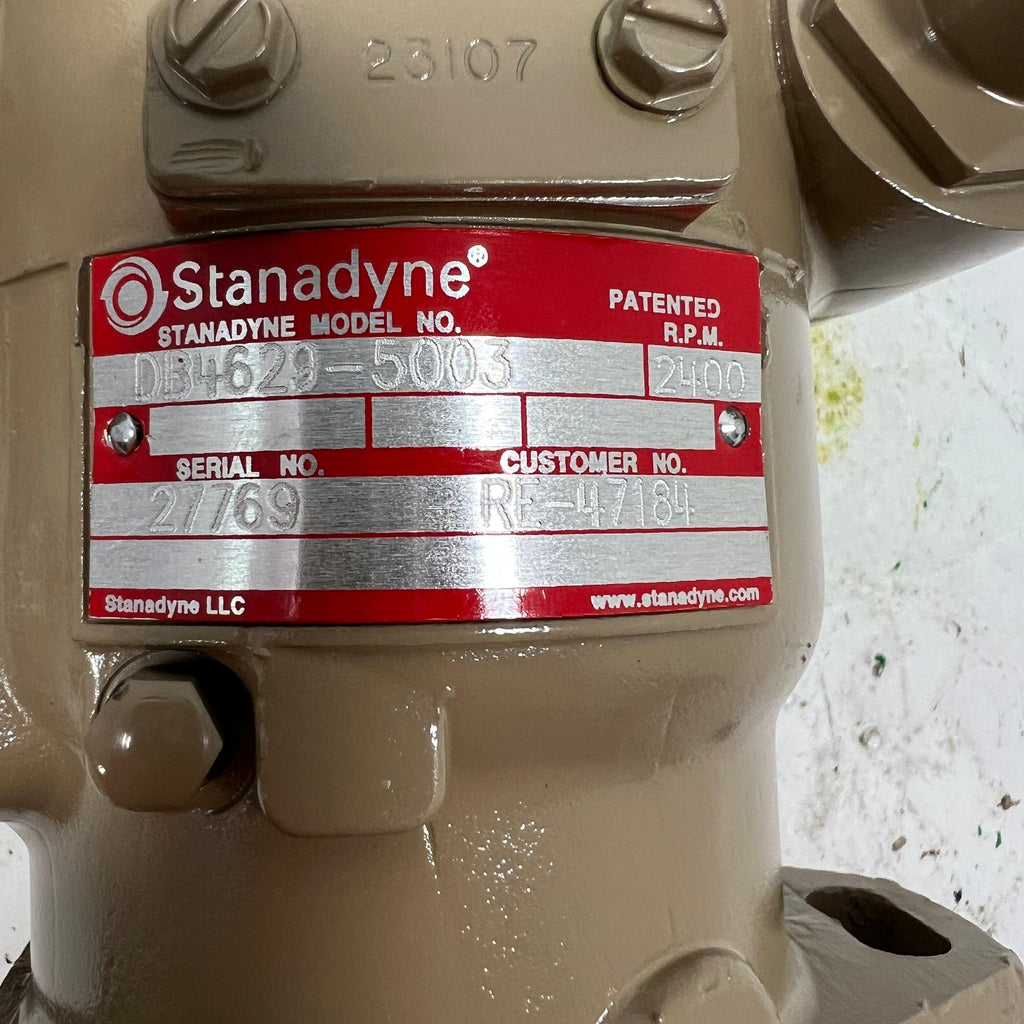 23107
Stanadyne®
STANADYNE MODEL NO.
PATENTED
R.P.M.
DB4629-5003
2400
SERIAL NO.
CUSTOMER NO.
27769
RE-47184
Stanadyne LLC
www.stanadyne.com